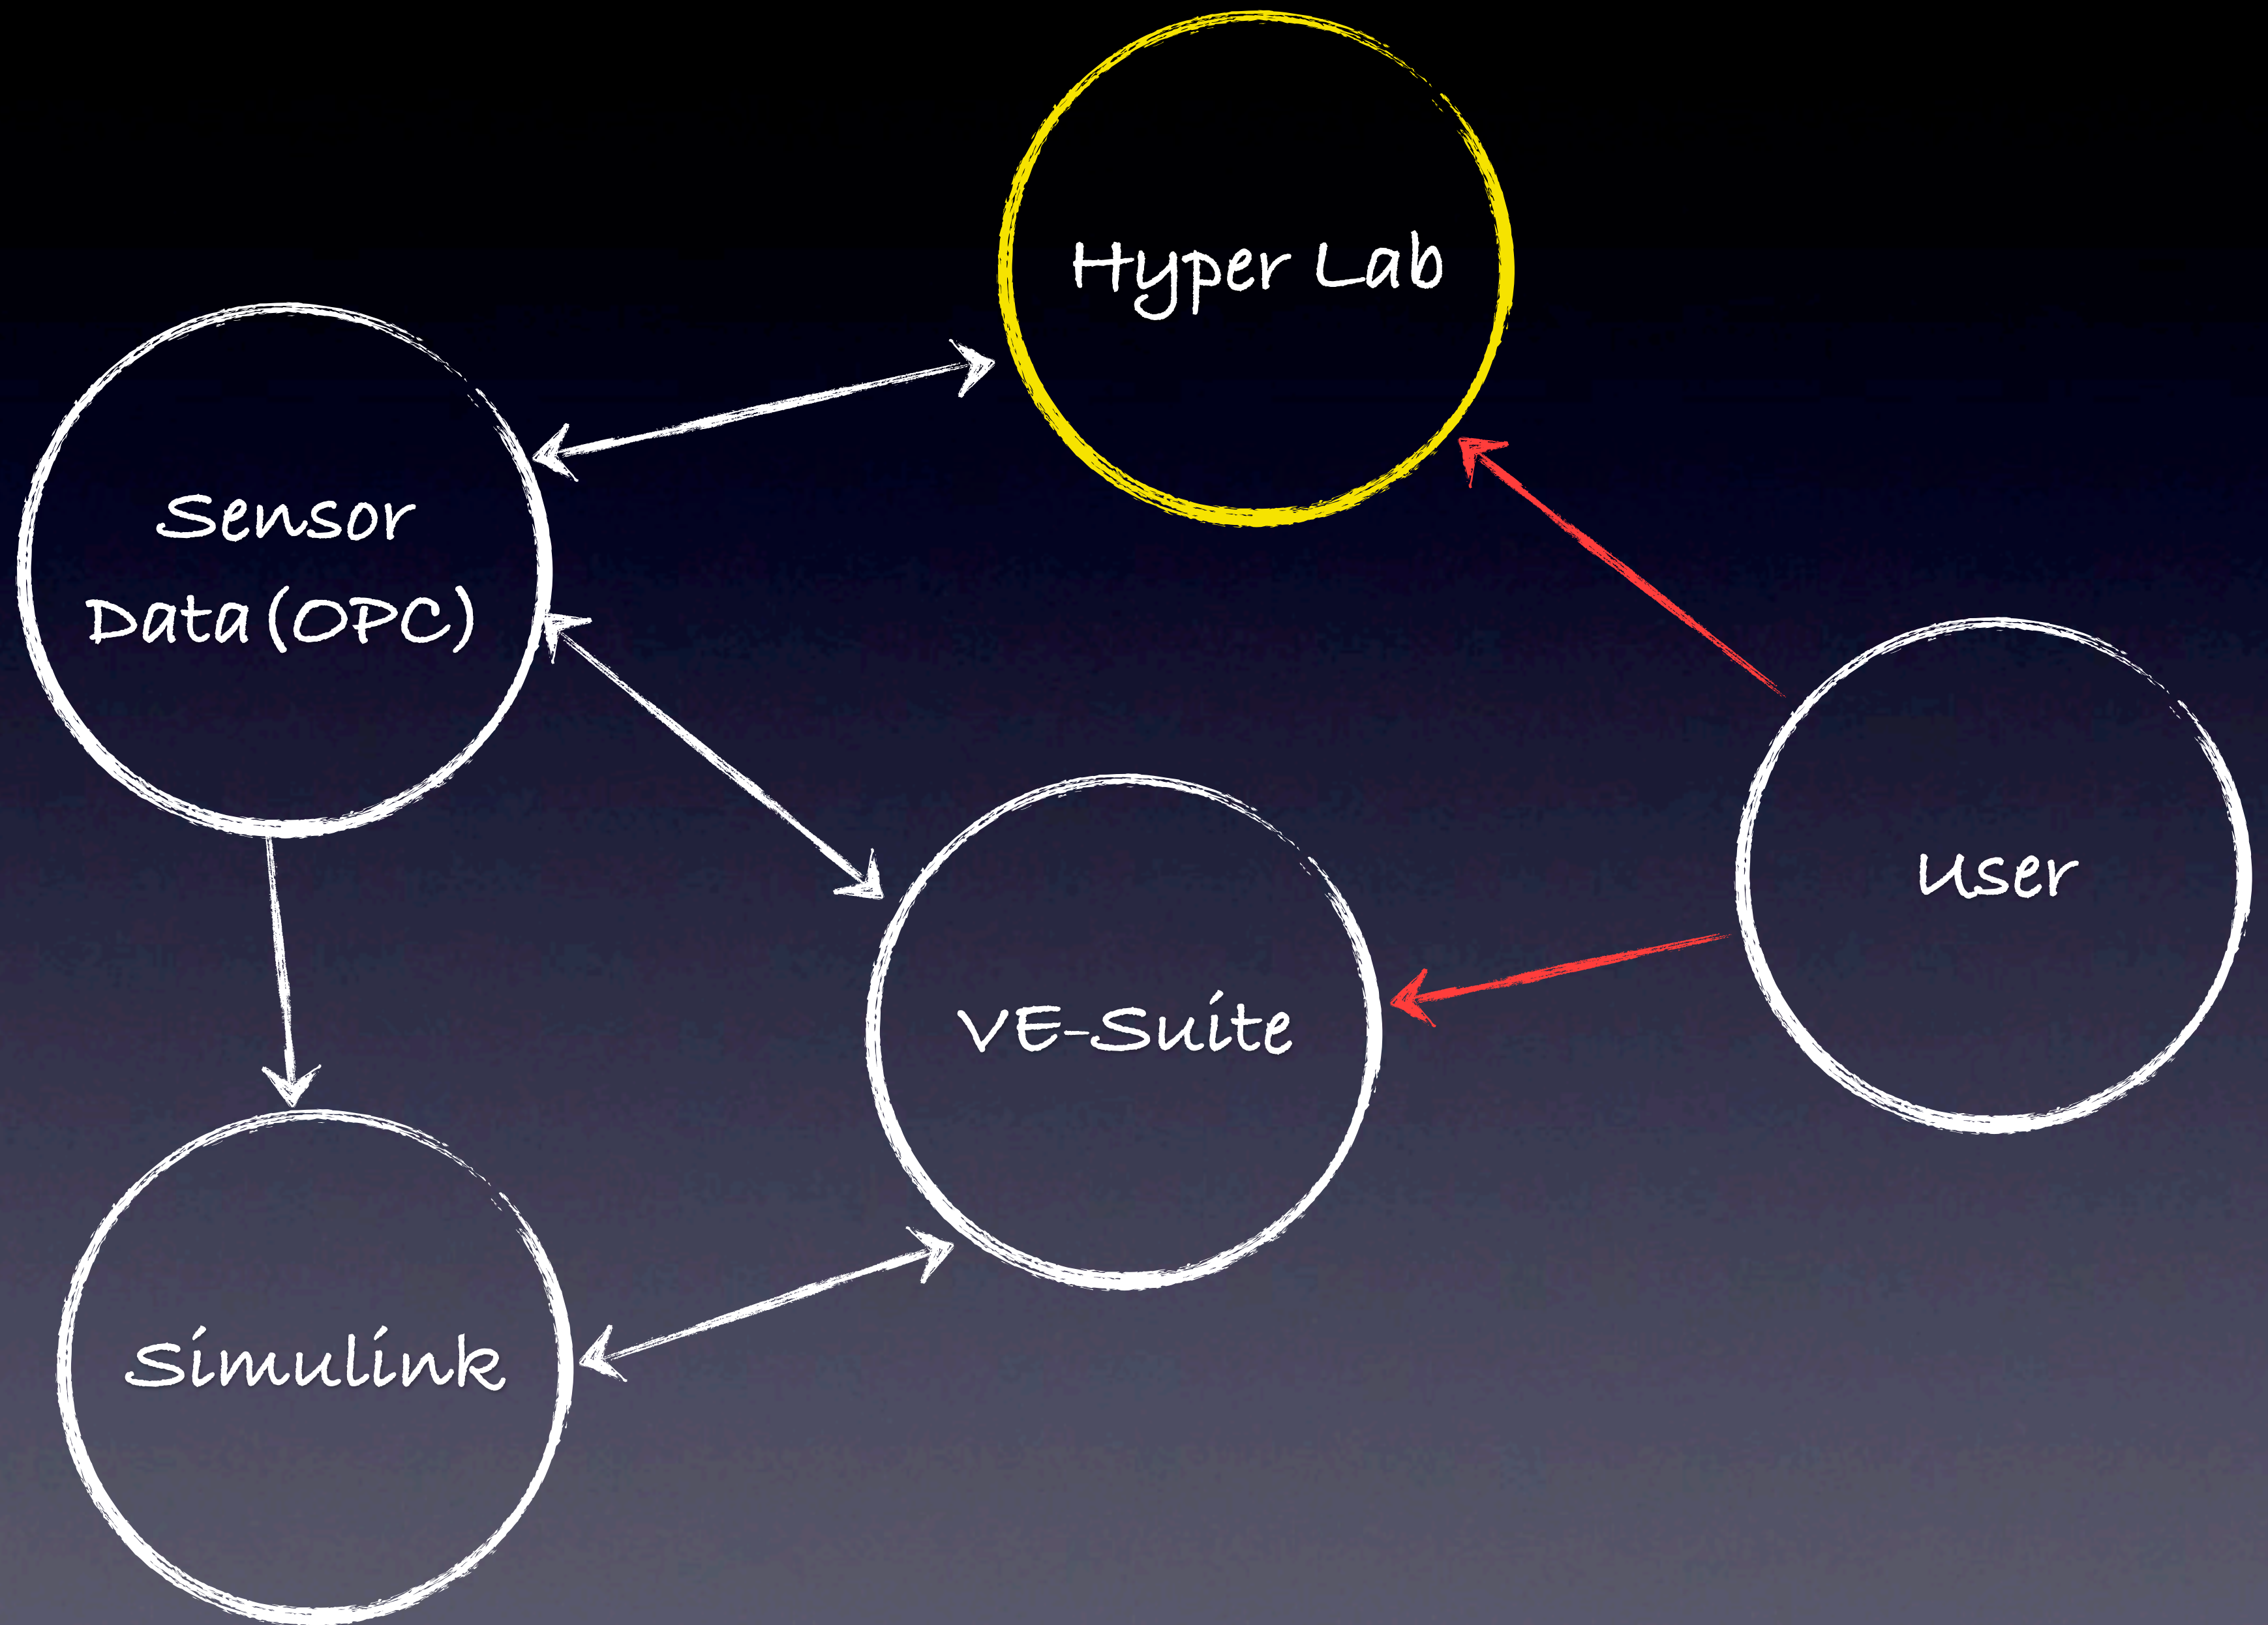 Hyper Lab
Sensor
Data (OPC)
User
VE-Suite
Simulink